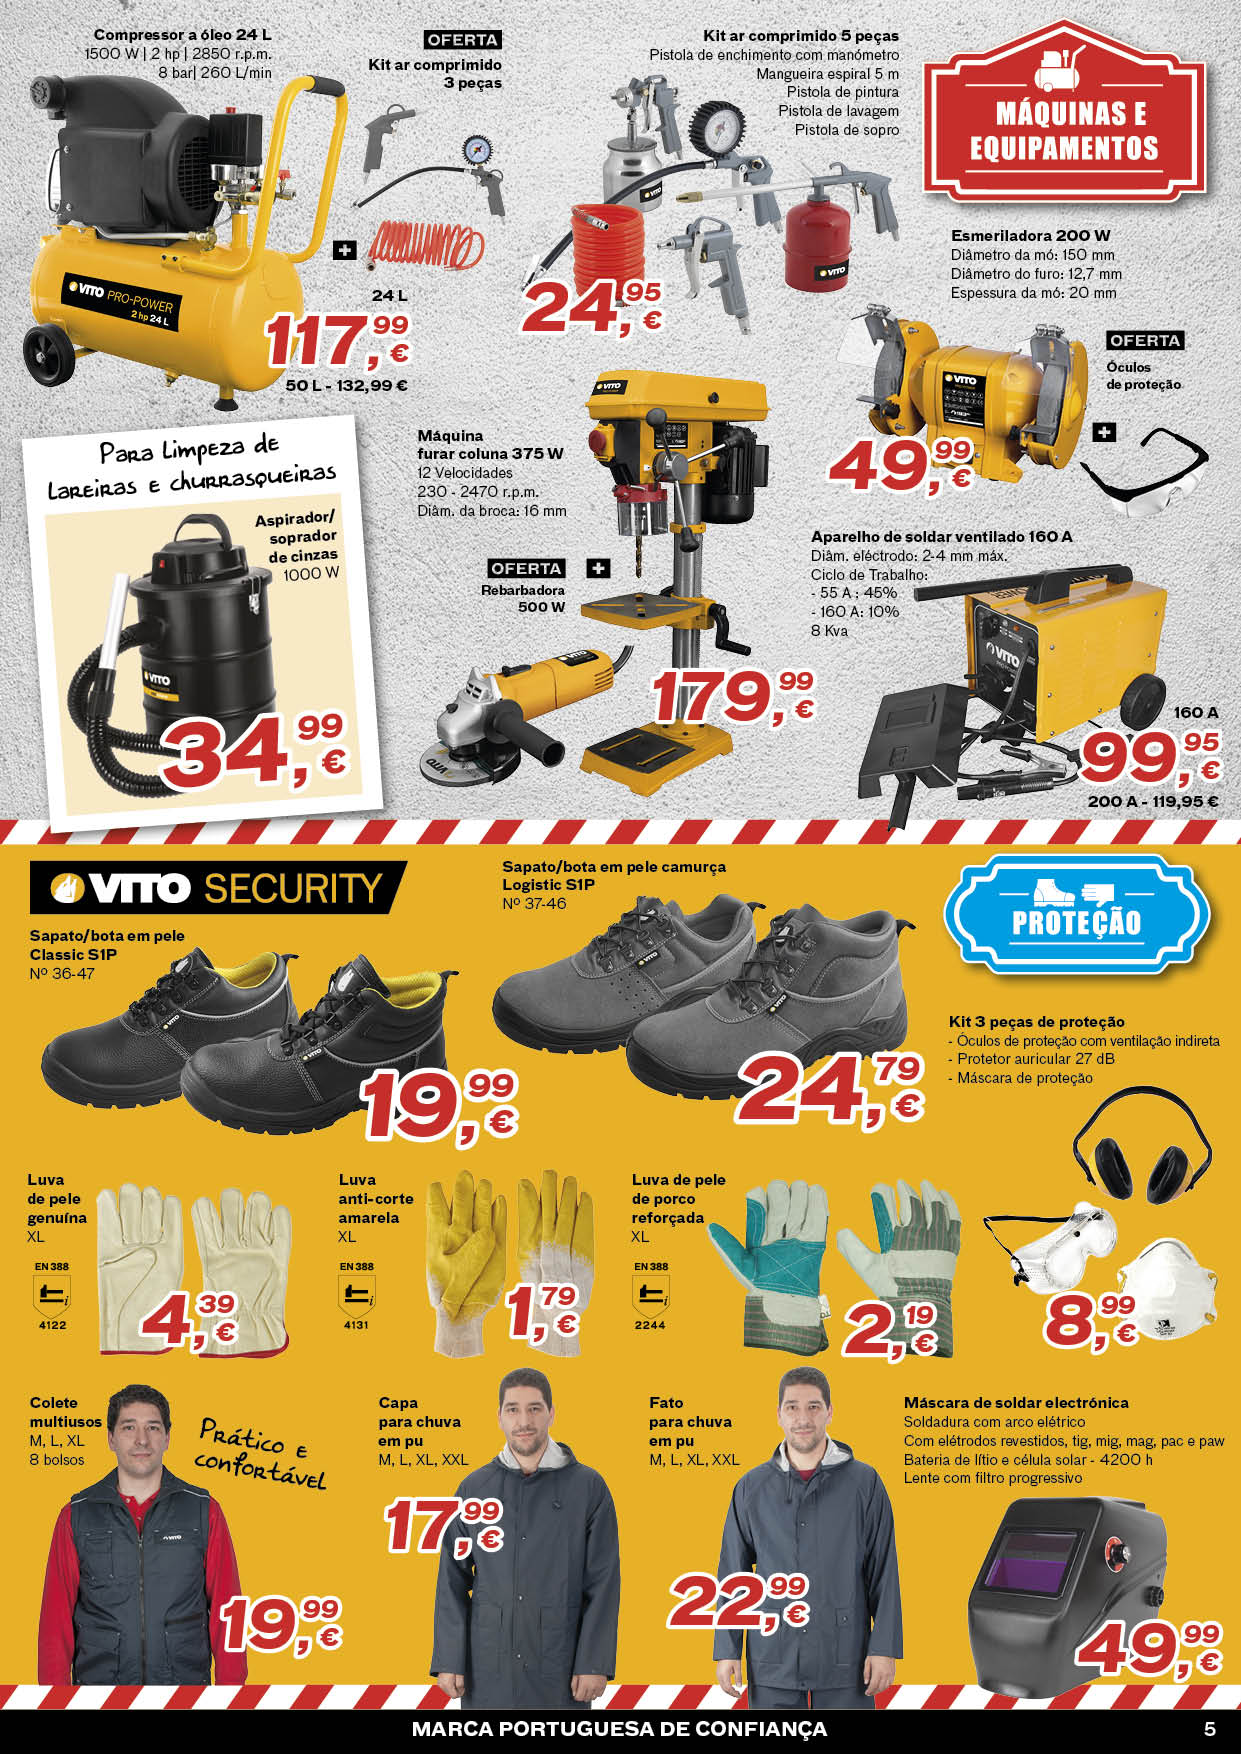 Compressor a óleo 24 L
1500 W | 2 hp | 2850 r.p.m.
8 bar| 260 L/min
OFERTA
Kit ar comprimido
3 peças
VITO PRO-POWER
2 hp 24 L
24 L
117,99 €
50 L - 132,99 €
Kit ar comprimido 5 peças
Pistola de enchimento com manómetro
Mangueira espiral 5 m
Pistola de pintura
Pistola de lavagem
Pistola de sopro
VITO
VITO
24,95 €
MÁQUINAS E
EQUIPAMENTOS
Esmeriladora 200 W
Diâmetro da mó: 150 mm
Diâmetro do furo: 12,7 mm
Espessura da mó: 20 mm
OFERTA
Óculos
de proteção
VITO
49,99 €
Para Limpeza de
Lareiras e churrasqueiras
Aspirador/
soprador
de cinzas
1000 W
VITO
34,99 €
Máquina
furar coluna 375 W
12 Velocidades
230 - 2470 r.p.m.
Diâm. da broca: 16 mm
OFERTA
Rebarbadora
500 W
VITO
VITO
179,99 €
Aparelho de soldar ventilado 160 A
Diâm. eléctrodo: 2-4 mm máx.
Ciclo de Trabalho:
- 55 A : 45%
- 160 A: 10%
8 Kva
VITO
160 A
99,95 €
200 A - 119,95 €
VITO SECURITY
Sapato/bota em pele
Classic S1P
Nº 36-47
VITO
19,99 €
Sapato/bota em pele camurça
Logistic S1P
Nº 37-46
VITO
24,79 €
PROTEÇÃO
Kit 3 peças de proteção
- Óculos de proteção com ventilação indireta
- Protetor auricular 27 dB
- Máscara de proteção
8,99 €
Luva
de pele
genuína
XL
EN 388
i
4122
4,39 €
Luva
anti-corte
amarela
XL
EN 388
i
4131
1,79 €
Luva de pele
de porco
reforçada
XL
EN 388
i
2244
2,19 €
Colete
multiusos
M, L, XL
8 bolsos
Prático e
confortável
VITO
19,99 €
Capa
para chuva
em pu
M, L, XL, XXL
17,99 €
Fato
para chuva
em pu
M, L, XL, XXL
22,99 €
Máscara de soldar electrónica
Soldadura com arco elétrico
Com elétrodos revestidos, tig, mig, mag, pac e paw
Bateria de lítio e célula solar - 4200 h
Lente com filtro progressivo
49,99 €
MARCA PORTUGUESA DE CONFIANÇA
5